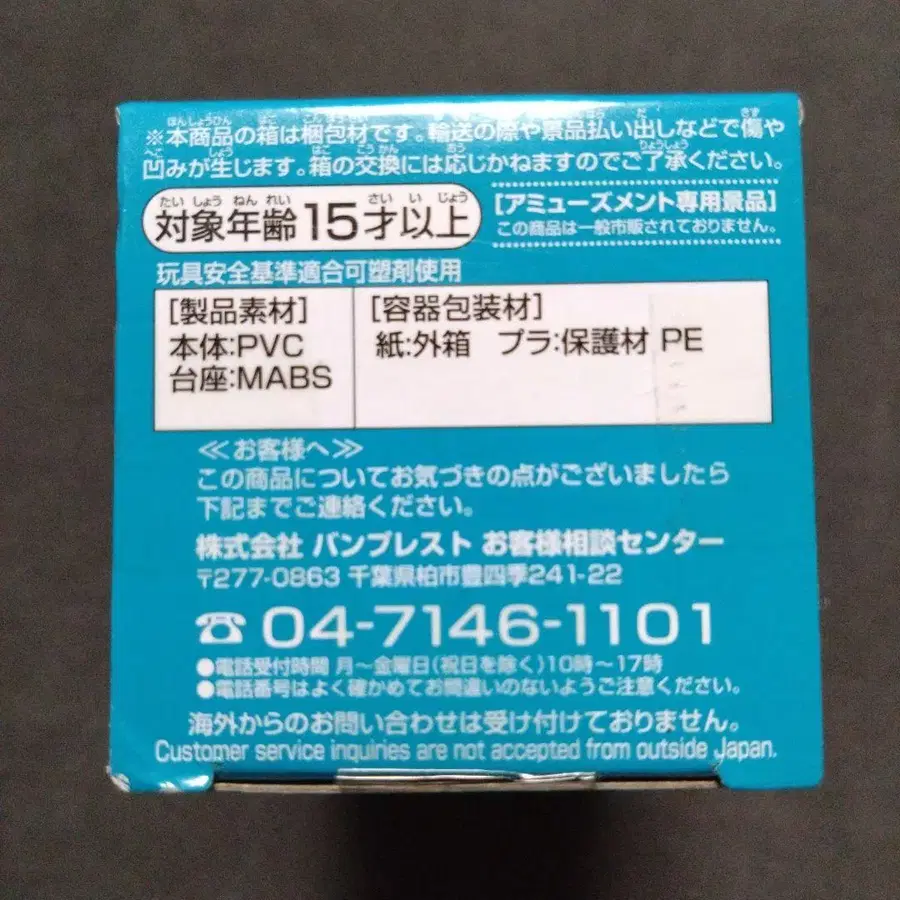 ※本商品の箱は梱包材です。輸送の際や景品払い出しなどで傷や
凹みが生じます。箱の交換には応じかねますのでご了承ください。
対象年齢15才以上
[アミューズメント専用景品]
この商品は一般市販されておりません。
玩具安全基準適合可塑剤使用
[製品素材]
本体:PVC
台座:MABS
[容器包装材]
紙:外箱 プラ:保護材 PE
≪お客様へ≫
この商品についてお気づきの点がございましたら
下記までご連絡ください。
株式会社 バンプレスト お客様相談センター
〒277-0863 千葉県柏市豊四季241-22
☎04-7146-1101
●電話受付時間 月〜金曜日(祝日を除く)10時〜17時
●電話番号はよく確かめてお間違いのないようご注意ください。
海外からのお問い合わせは受け付けておりません。
Customer service inquiries are not accepted from outside Japan.